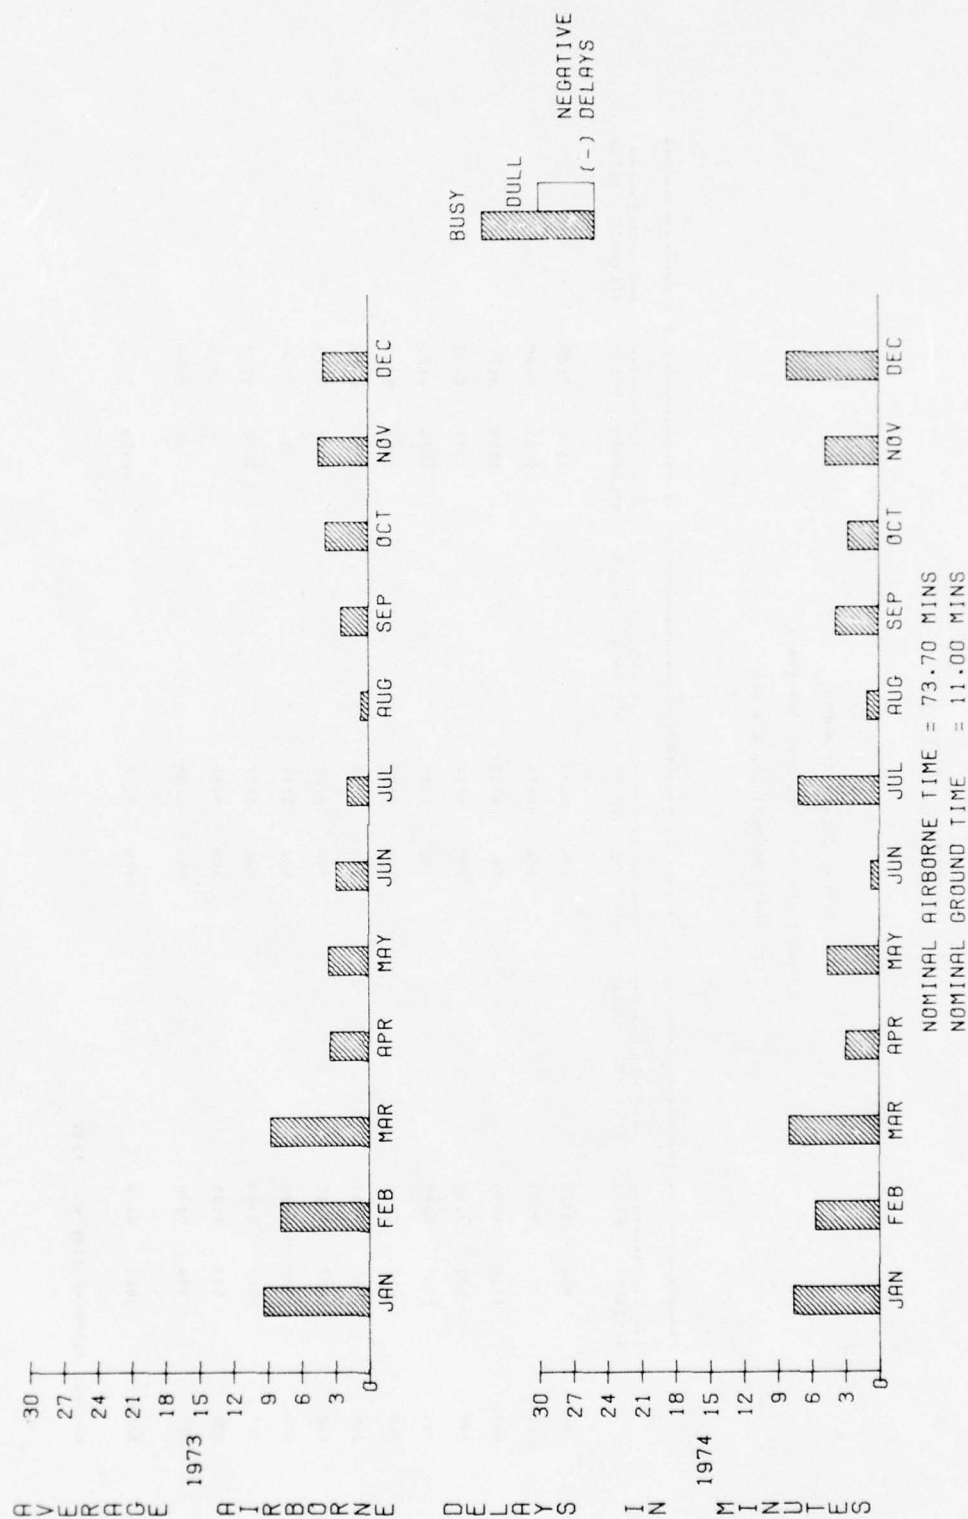 AVERAGE AIRBORNE DELAYS IN MINUTES
1973
30
27
24
21
18
15
12
9
6
3
0
JAN FEB MAR APR MAY JUN JUL AUG SEP OCT NOV DEC
BUSY
DULL
NEGATIVE
(-) DELAYS
1974
30
27
24
21
18
15
12
9
6
3
0
JAN FEB MAR APR MAY JUN JUL AUG SEP OCT NOV DEC
NOMINAL AIRBORNE TIME = 73.70 MINS
NOMINAL GROUND TIME = 11.00 MINS